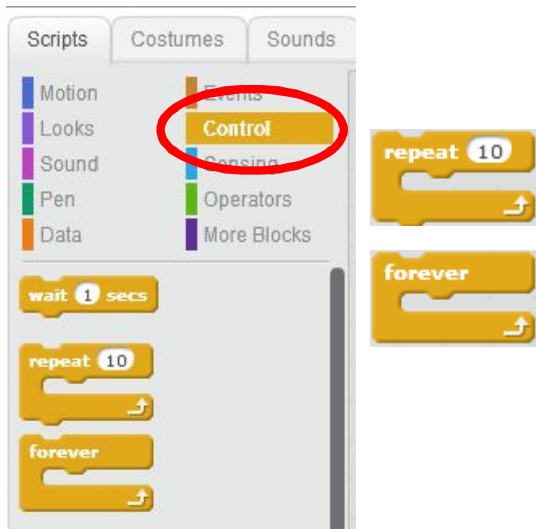 Scripts Costumes Sounds
Motion Events
Looks Control
Sound Sensing
Pen Operators
Data More Blocks
wait 1 secs
repeat 10
forever
repeat 10
forever